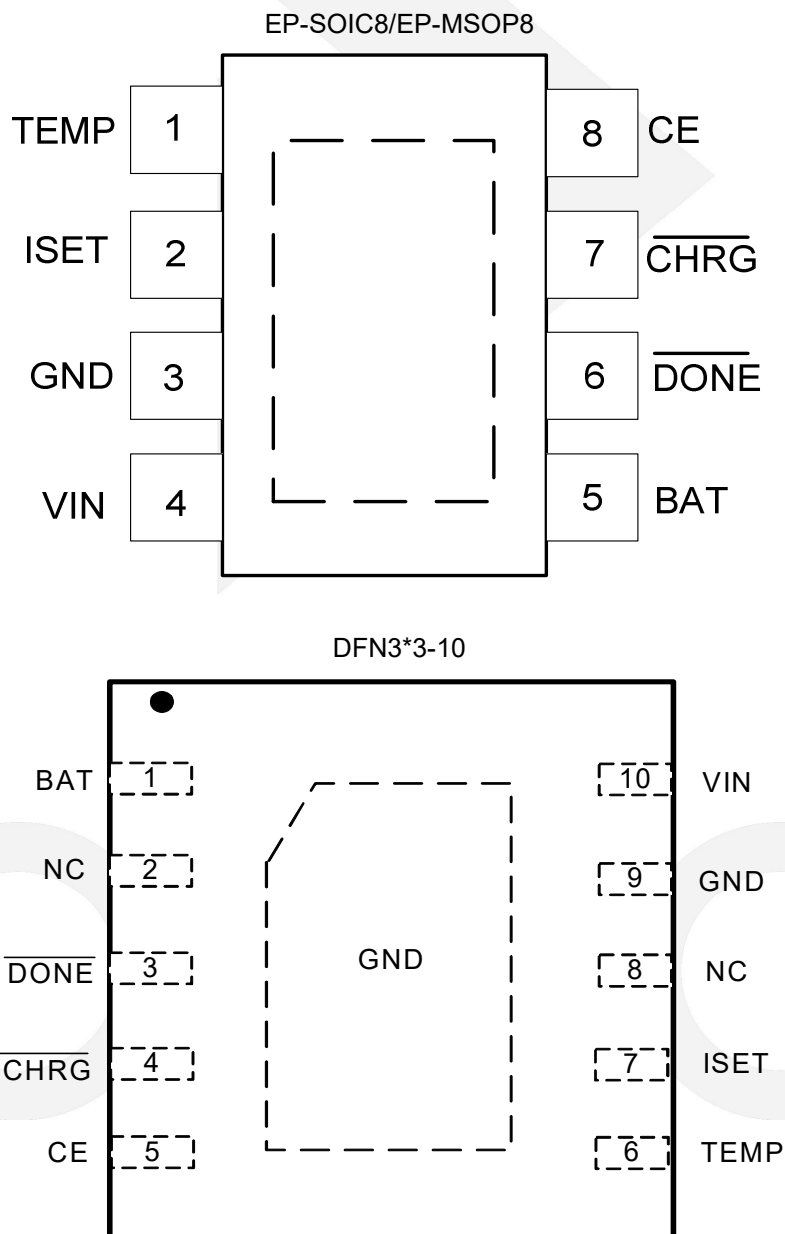 EP-SOIC8/EP-MSOP8
TEMP 1 8 CE
ISET 2 7 CHRG
GND 3 6 DONE
VIN 4 5 BAT
DFN3*3-10
BAT 1 10 VIN
NC 2 9 GND
DONE 3 GND 8 NC
CHRG 4 7 ISET
CE 5 6 TEMP